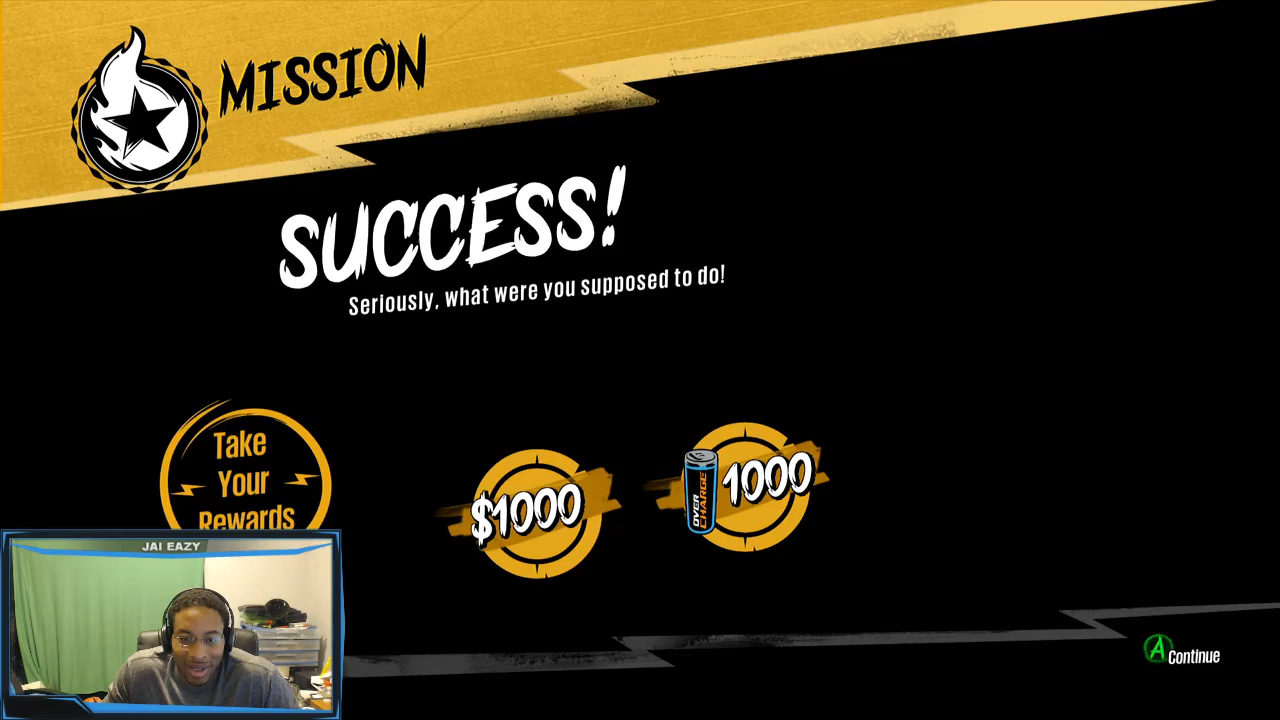 MISSION
SUCCESS!
Seriously, what were you supposed to do!
Take
Your
Rewards
$1000
OVER
CHARGE
1000
JAI EAZY
A Continue